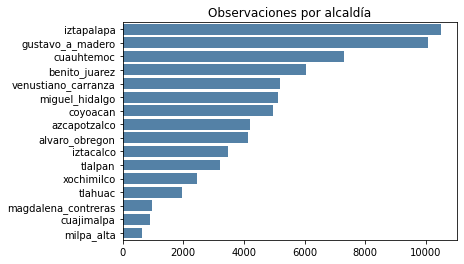 Observaciones por alcaldía
iztapalapa
gustavo_a_madero
cuauhtemoc
benito_juarez
venustiano_carranza
miguel_hidalgo
coyoacan
azcapotzalco
alvaro_obregon
iztacalco
tlalpan
xochimilco
tlahuac
magdalena_contreras
cuajimalpa
milpa_alta
0 2000 4000 6000 8000 10000